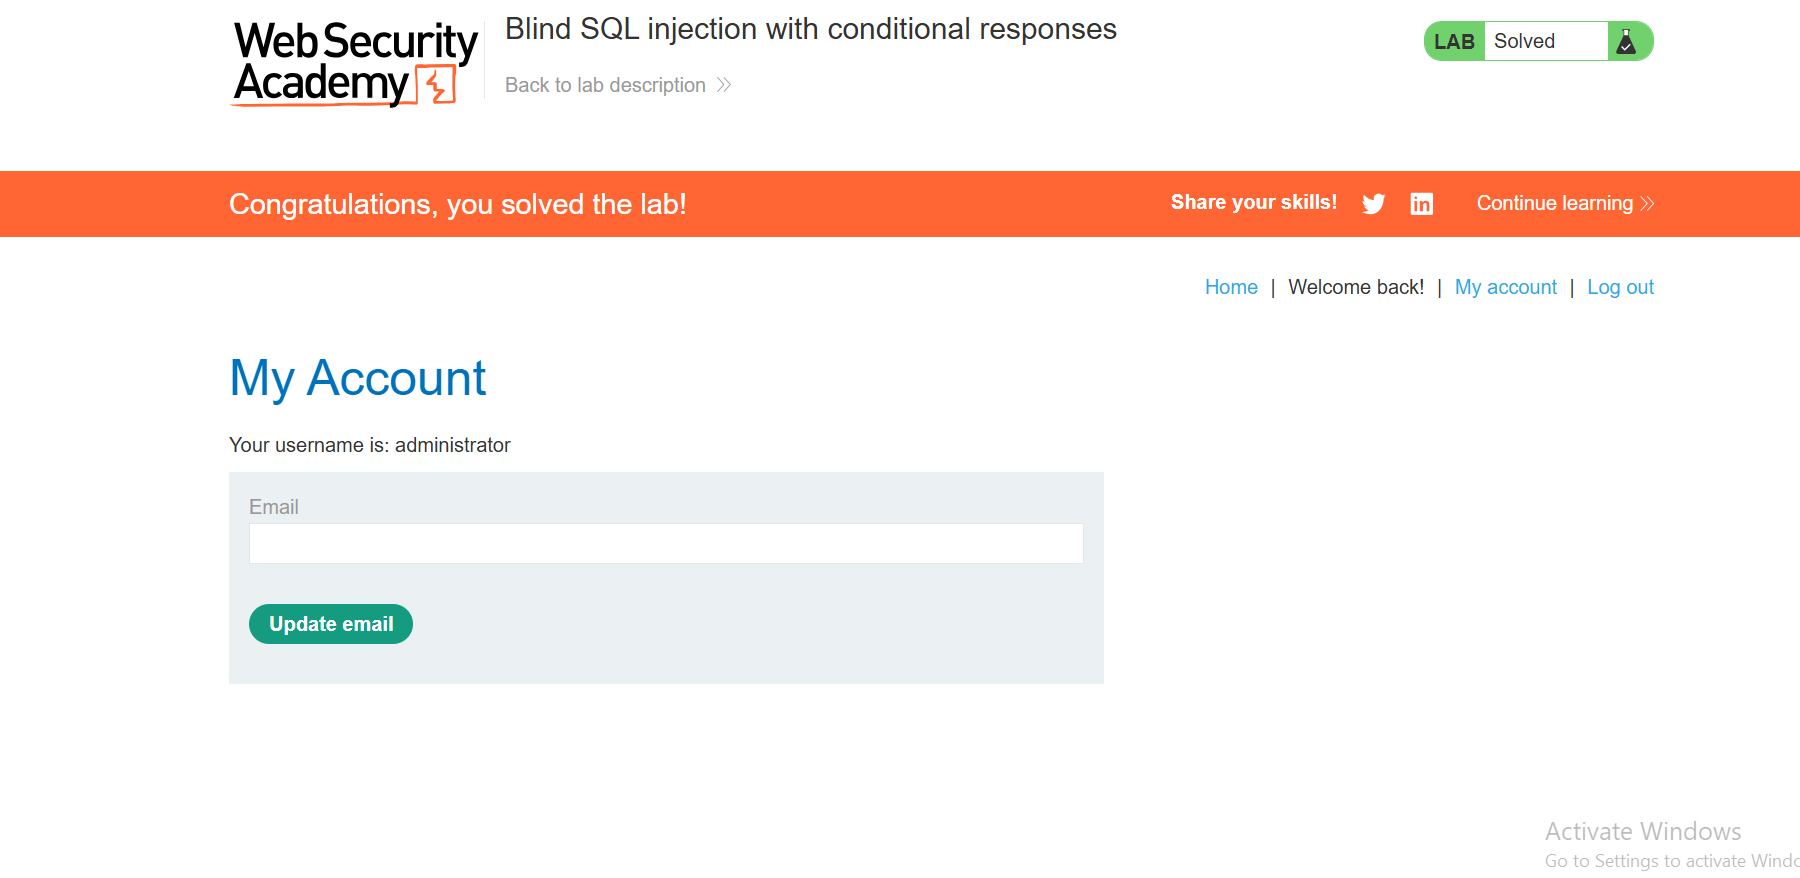 Web Security
Academy
Blind SQL injection with conditional responses
Back to lab description
LAB Solved
Congratulations, you solved the lab!
Share your skills!
in
Continue learning
Home | Welcome back! | My account | Log out
My Account
Your username is: administrator
Email
Update email
Activate Windows
Go to Settings to activate